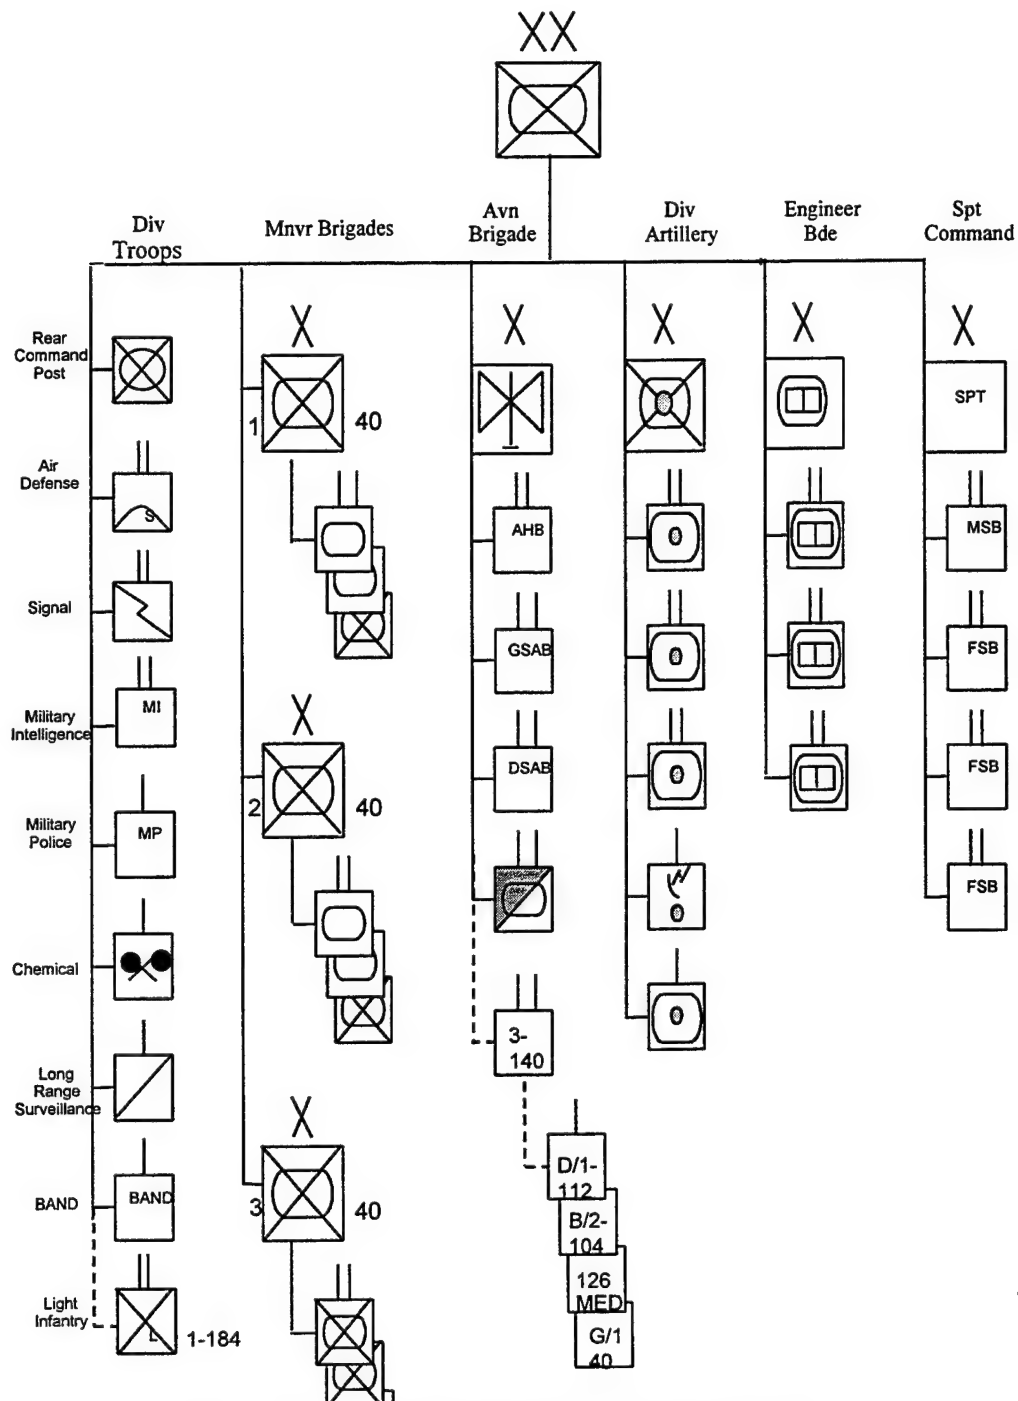 XX
Div
Troops
Mnvr Brigades
Avn
Brigade
Div
Artillery
Engineer
Bde
Spt
Command
Rear
Command
Post
X
1
40
X
X
X
X
SPT
Air
Defense
S
AHB
MSB
Signal
GSAB
FSB
Military
Intelligence
MI
X
2
40
DSAB
FSB
Military
Police
MP
FSB
Chemical
3-
140
Long
Range
Surveillance
X
3
40
D/1-
112
BAND
BAND
B/2-
104
126
MED
Light
Infantry
L
1-184
G/1
40